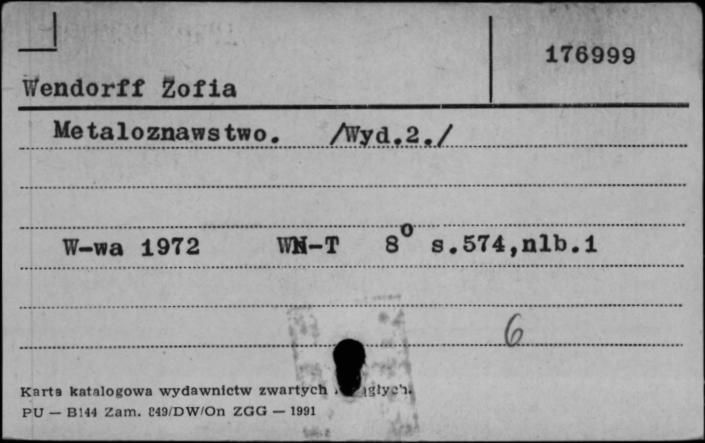 176999
Wendorff Zofia
Metaloznawstwo. /Wyd.2./
W-wa 1972 WN-T 8° s.574,nlb.1
6
Karta katalogowa wydawnictw zwartych
PU — B144 Zam. 849/DW/On ZGG — 1991